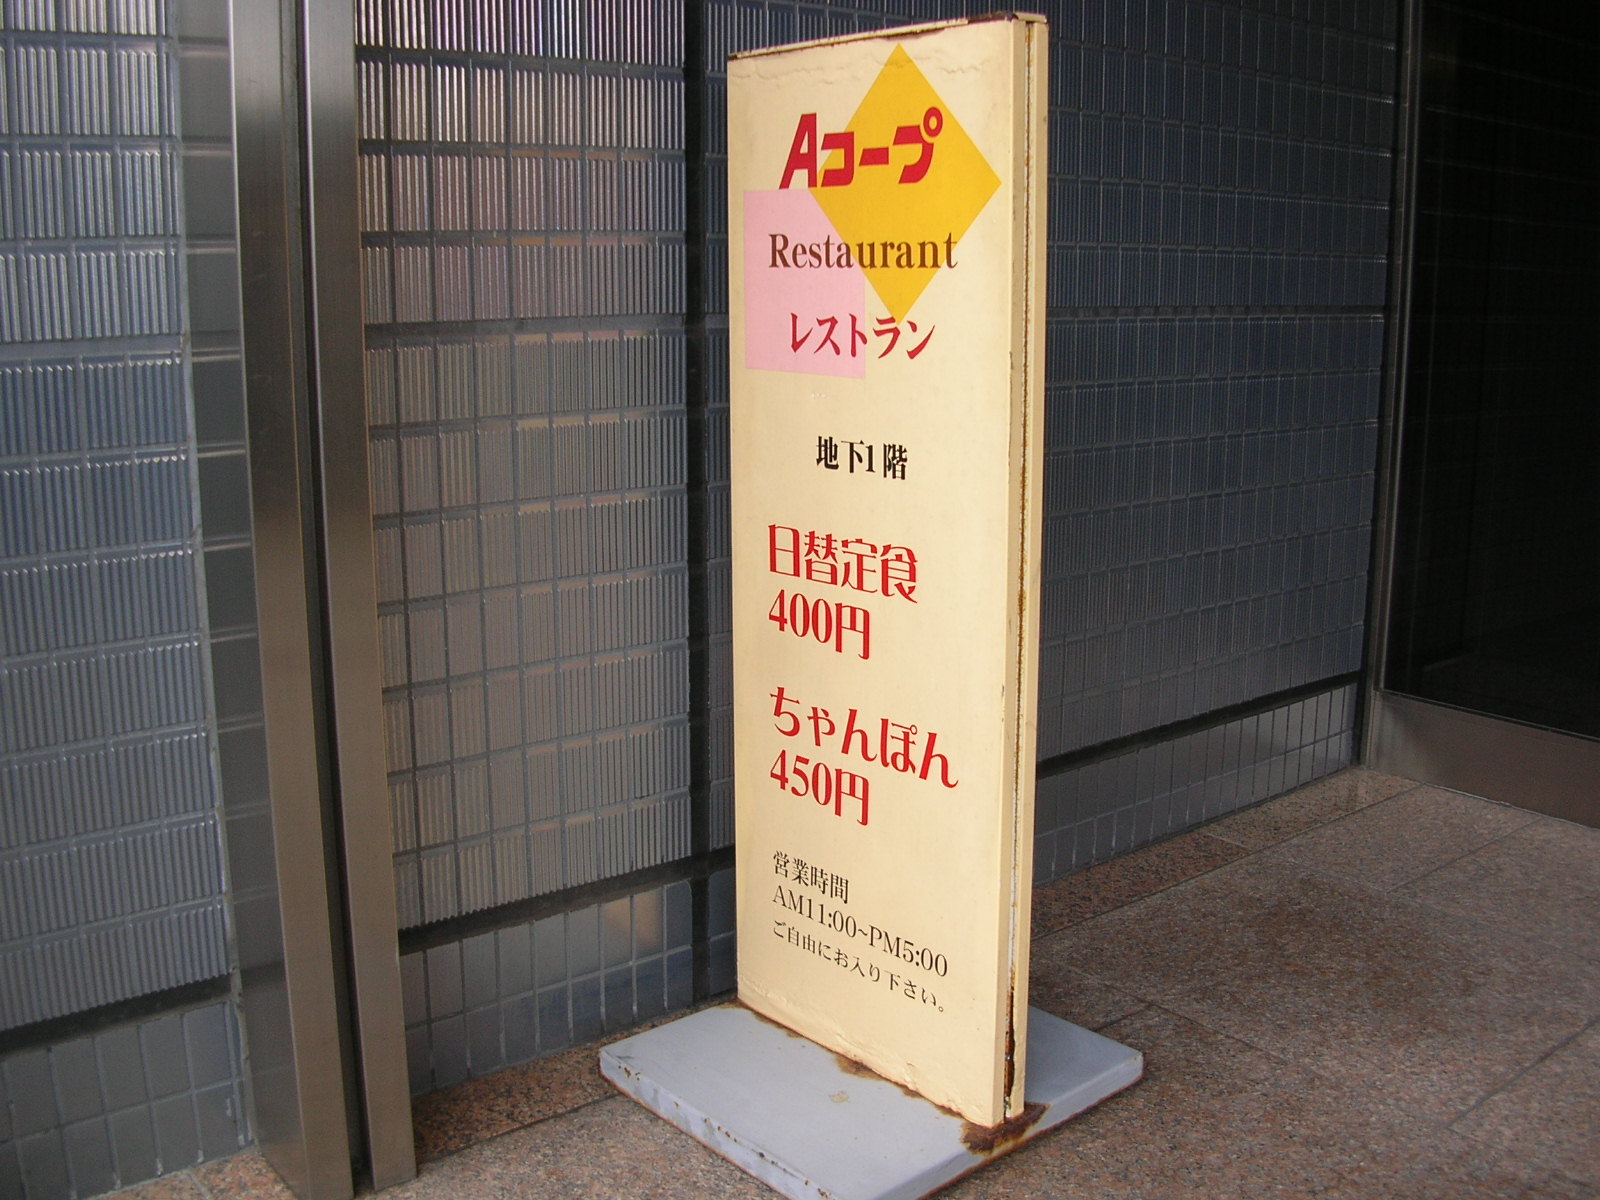 Aコープ
Restaurant
レストラン
地下1階
日替定食
400円
ちゃんぽん
450円
営業時間
AM11:00~PM5:00
ご自由にお入り下さい。